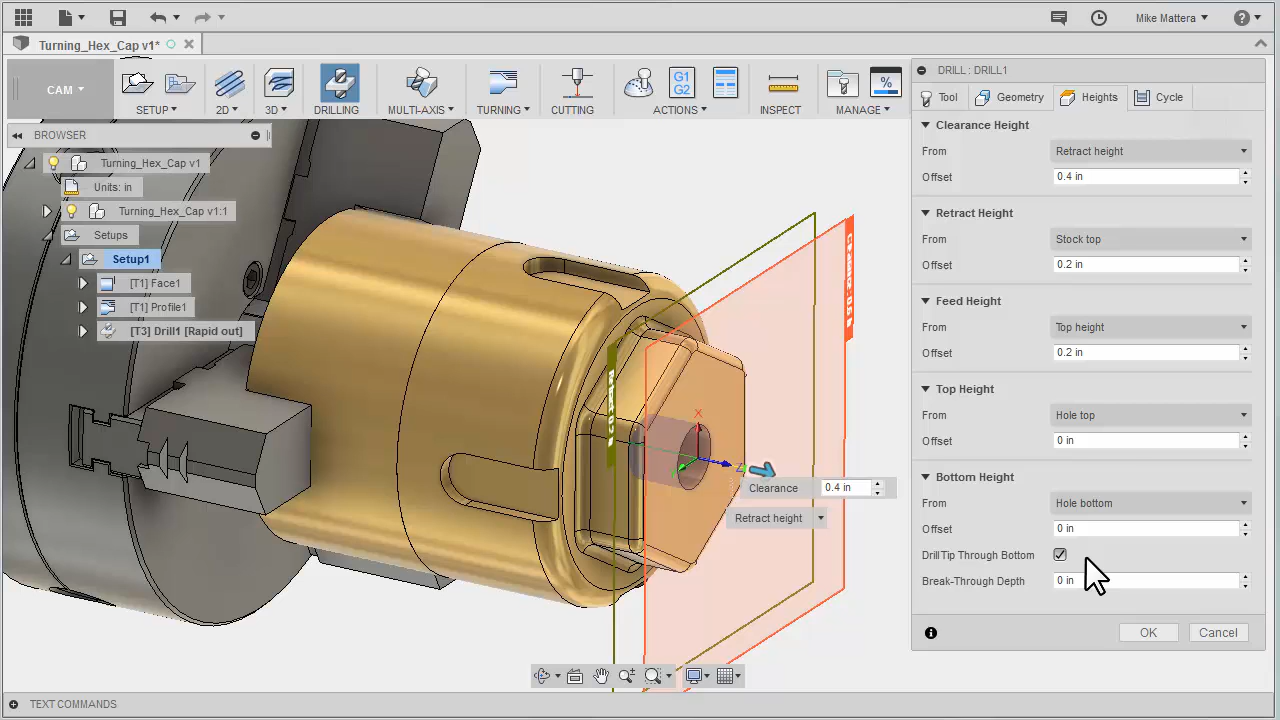 Mike Mattera
Turning_Hex_Cap v1*
CAM
SETUP
2D
3D
DRILLING
MULTI-AXIS
TURNING
CUTTING
G1
G2
ACTIONS
INSPECT
%
MANAGE
BROWSER
Turning_Hex_Cap v1
Units: in
Turning_Hex_Cap v1:1
Setups
Setup1
[T1] Face1
[T1] Profile1
[T3] Drill1 [Rapid out]
X
Z
Clearance
0.4 in
Retract height
DRILL : DRILL1
Tool
Geometry
Heights
Cycle
Clearance Height
From
Retract height
Offset
0.4 in
Retract Height
From
Stock top
Offset
0.2 in
Feed Height
From
Top height
Offset
0.2 in
Top Height
From
Hole top
Offset
0 in
Bottom Height
From
Hole bottom
Offset
0 in
Drill Tip Through Bottom
Break-Through Depth
0 in
OK
Cancel
TEXT COMMANDS